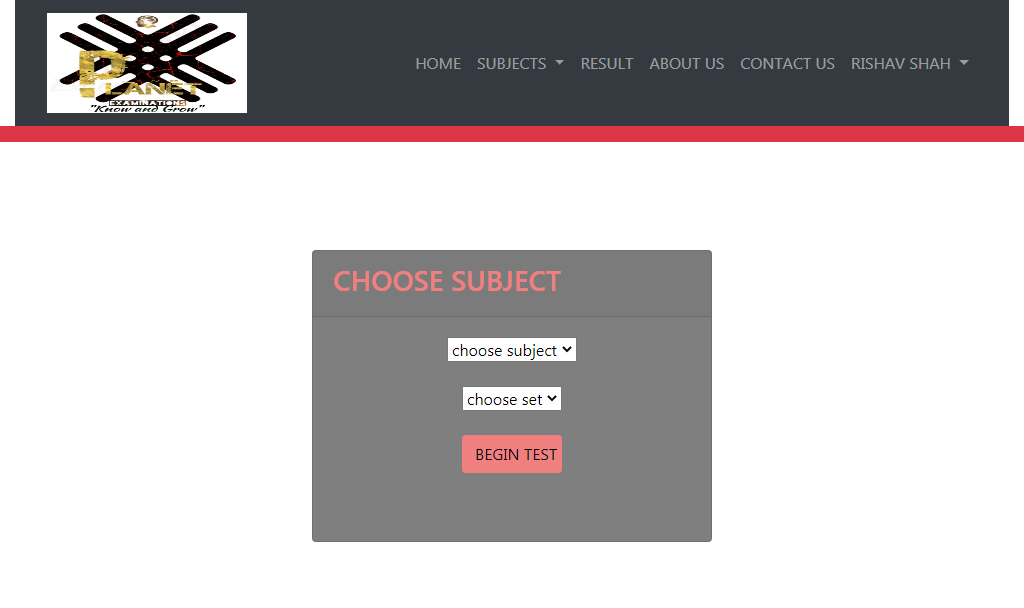 PLANET
EXAMINATIONS
"Know and Grow"
HOME SUBJECTS RESULT ABOUT US CONTACT US RISHAV SHAH
CHOOSE SUBJECT
choose subject
choose set
BEGIN TEST